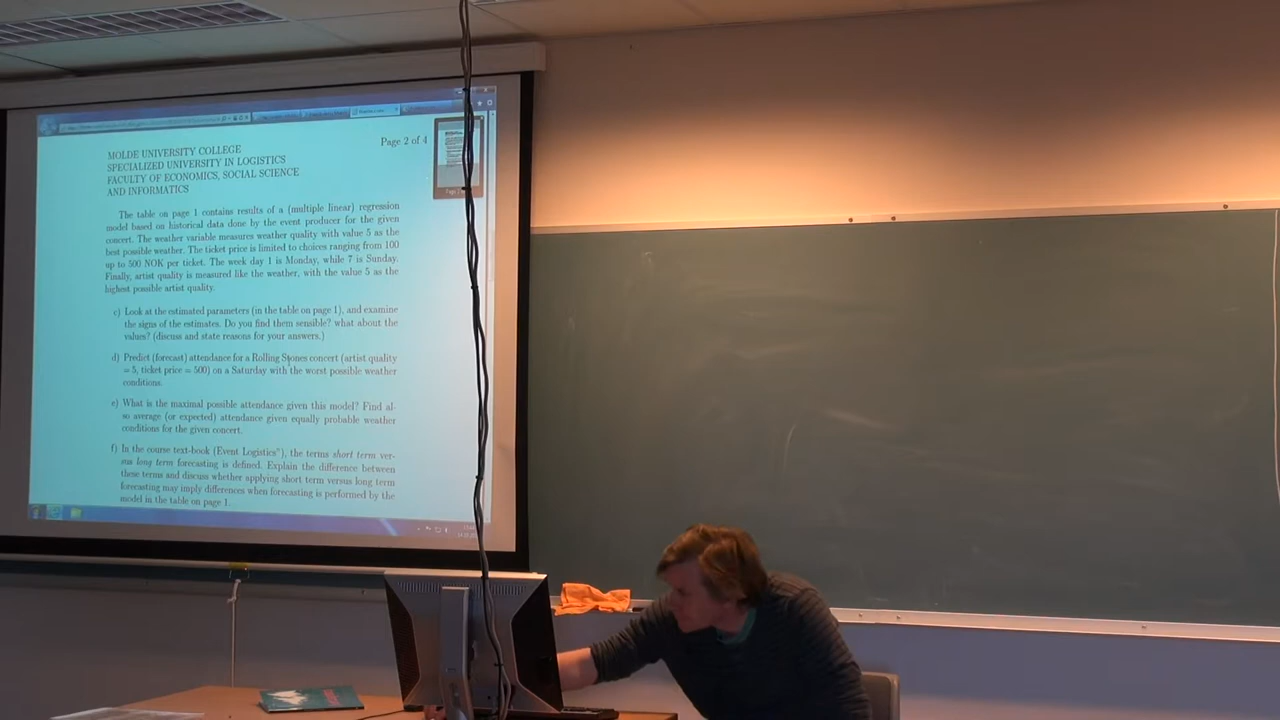 Page 2 of 4
MOLDE UNIVERSITY COLLEGE
SPECIALIZED UNIVERSITY IN LOGISTICS
FACULTY OF ECONOMICS, SOCIAL SCIENCE
AND INFORMATICS
The table on page 1 contains results of a (multiple linear) regression
model based on historical data done by the event producer for the given
concert. The weather variable measures weather quality with value 5 as the
best possible weather. The ticket price is limited to choices ranging from 100
up to 500 NOK per ticket. The week day 1 is Monday, while 7 is Sunday.
Finally, artist quality is measured like the weather, with the value 5 as the
highest possible artist quality.
c) Look at the estimated parameters (in the table on page 1), and examine
the signs of the estimates. Do you find them sensible? what about the
values? (discuss and state reasons for your answers.)
d) Predict (forecast) attendance for a Rolling Stones concert (artist quality
= 5, ticket price = 500) on a Saturday with the worst possible weather
conditions.
e) What is the maximal possible attendance given this model? Find al-
so average (or expected) attendance given equally probable weather
conditions for the given concert.
f) In the course text-book (Event Logistics"), the terms short term ver-
sus long term forecasting is defined. Explain the difference between
these terms and discuss whether applying short term versus long term
forecasting may imply differences when forecasting is performed by the
model in the table on page 1.